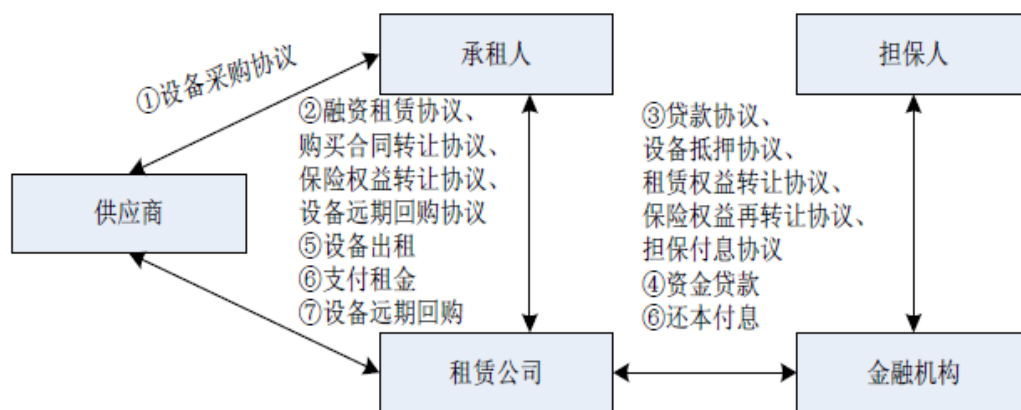 承租人
担保人
①设备采购协议
②融资租赁协议、
购买合同转让协议、
保险权益转让协议、
设备远期回购协议
⑤设备出租
⑥支付租金
⑦设备远期回购
③贷款协议、
设备抵押协议、
租赁权益转让协议、
保险权益再转让协议、
担保付息协议
④资金贷款
⑥还本付息
供应商
租赁公司
金融机构